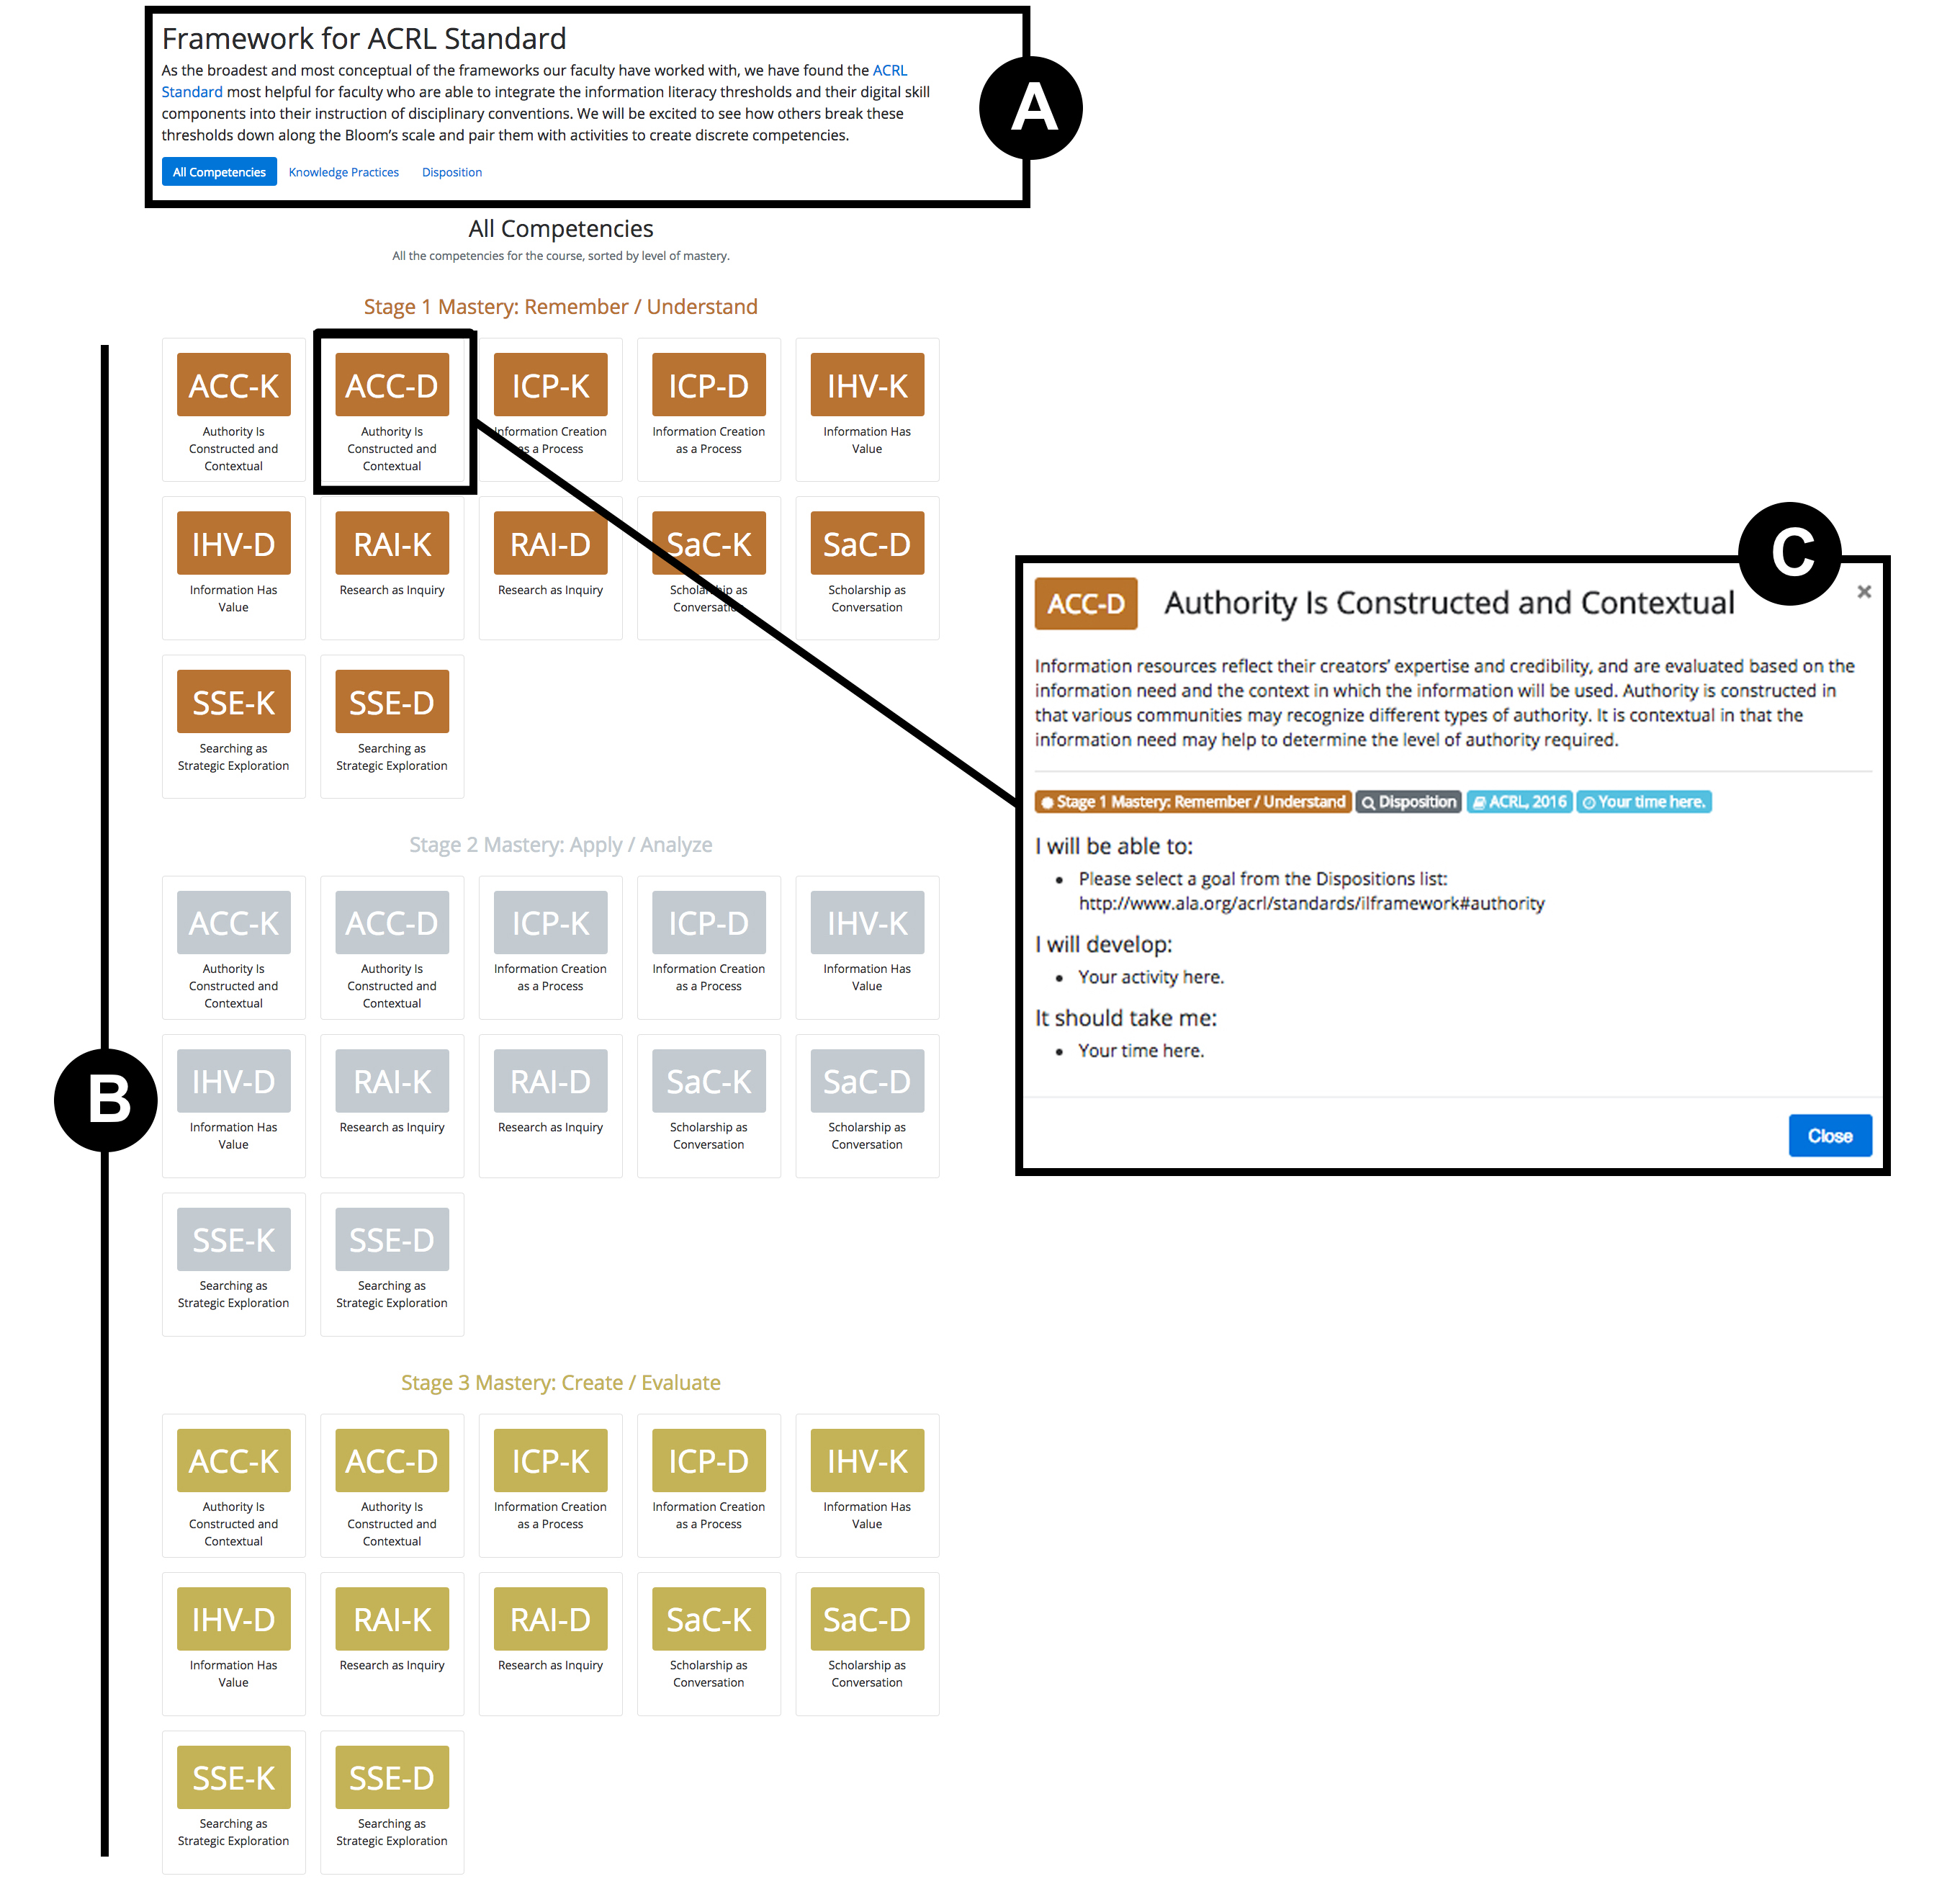 Framework for ACRL Standard
As the broadest and most conceptual of the frameworks our faculty have worked with, we have found the ACRL
Standard most helpful for faculty who are able to integrate the information literacy thresholds and their digital skill
components into their instruction of disciplinary conventions. We will be excited to see how others break these
thresholds down along the Bloom's scale and pair them with activities to create discrete competencies.
A
All Competencies Knowledge Practices Disposition
All Competencies
All the competencies for the course, sorted by level of mastery.
Stage 1 Mastery: Remember / Understand
ACC-K
Authority Is
Constructed and
Contextual
ACC-D
Authority Is
Constructed and
Contextual
ICP-K
Information Creation
as a Process
ICP-D
Information Creation
as a Process
IHV-K
Information Has
Value
IHV-D
Information Has
Value
RAI-K
Research as Inquiry
RAI-D
Research as Inquiry
SaC-K
Scholarship as
Conversation
SaC-D
Scholarship as
Conversation
SSE-K
Searching as
Strategic Exploration
SSE-D
Searching as
Strategic Exploration
B
Stage 2 Mastery: Apply / Analyze
ACC-K
Authority Is
Constructed and
Contextual
ACC-D
Authority Is
Constructed and
Contextual
ICP-K
Information Creation
as a Process
ICP-D
Information Creation
as a Process
IHV-K
Information Has
Value
IHV-D
Information Has
Value
RAI-K
Research as Inquiry
RAI-D
Research as Inquiry
SaC-K
Scholarship as
Conversation
SaC-D
Scholarship as
Conversation
SSE-K
Searching as
Strategic Exploration
SSE-D
Searching as
Strategic Exploration
Stage 3 Mastery: Create / Evaluate
ACC-K
Authority Is
Constructed and
Contextual
ACC-D
Authority Is
Constructed and
Contextual
ICP-K
Information Creation
as a Process
ICP-D
Information Creation
as a Process
IHV-K
Information Has
Value
IHV-D
Information Has
Value
RAI-K
Research as Inquiry
RAI-D
Research as Inquiry
SaC-K
Scholarship as
Conversation
SaC-D
Scholarship as
Conversation
SSE-K
Searching as
Strategic Exploration
SSE-D
Searching as
Strategic Exploration
C
ACC-D Authority Is Constructed and Contextual ×
Information resources reflect their creators' expertise and credibility, and are evaluated based on the
information need and the context in which the information will be used. Authority is constructed in
that various communities may recognize different types of authority. It is contextual in that the
information need may help to determine the level of authority required.
Stage 1 Mastery: Remember / Understand Disposition ACRL, 2016 Your time here.
I will be able to:
• Please select a goal from the Dispositions list:
http://www.ala.org/acrl/standards/ilframework#authority
I will develop:
• Your activity here.
It should take me:
• Your time here.
Close